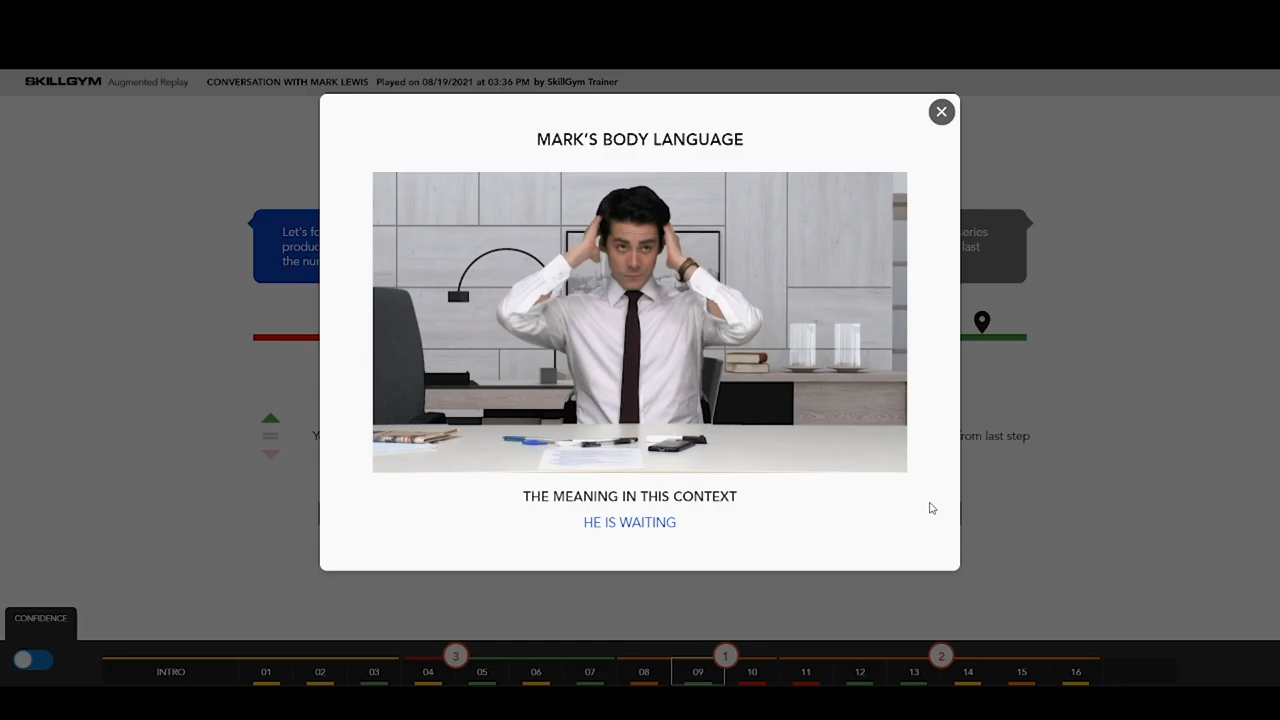 SKILLGYM Augmented Replay CONVERSATION WITH MARK LEWIS Played on 08/19/2021 at 03:36 PM by SkillGym Trainer
MARK'S BODY LANGUAGE
Let's
produ
the nu
eries
last
from last step
THE MEANING IN THIS CONTEXT
HE IS WAITING
CONFIDENCE
3
1
2
INTRO 01 02 03 04 05 06 07 08 09 10 11 12 13 14 15 16